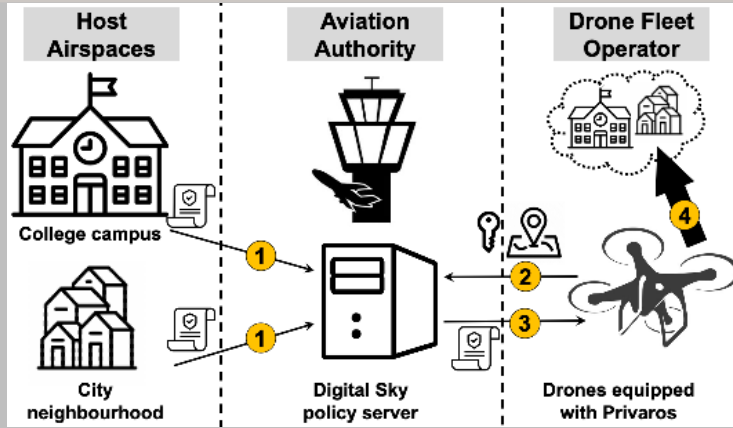 Host
Airspaces
Aviation
Authority
Drone Fleet
Operator
College campus
1
1
2
3
4
City
neighbourhood
Digital Sky
policy server
Drones equipped
with Privaros